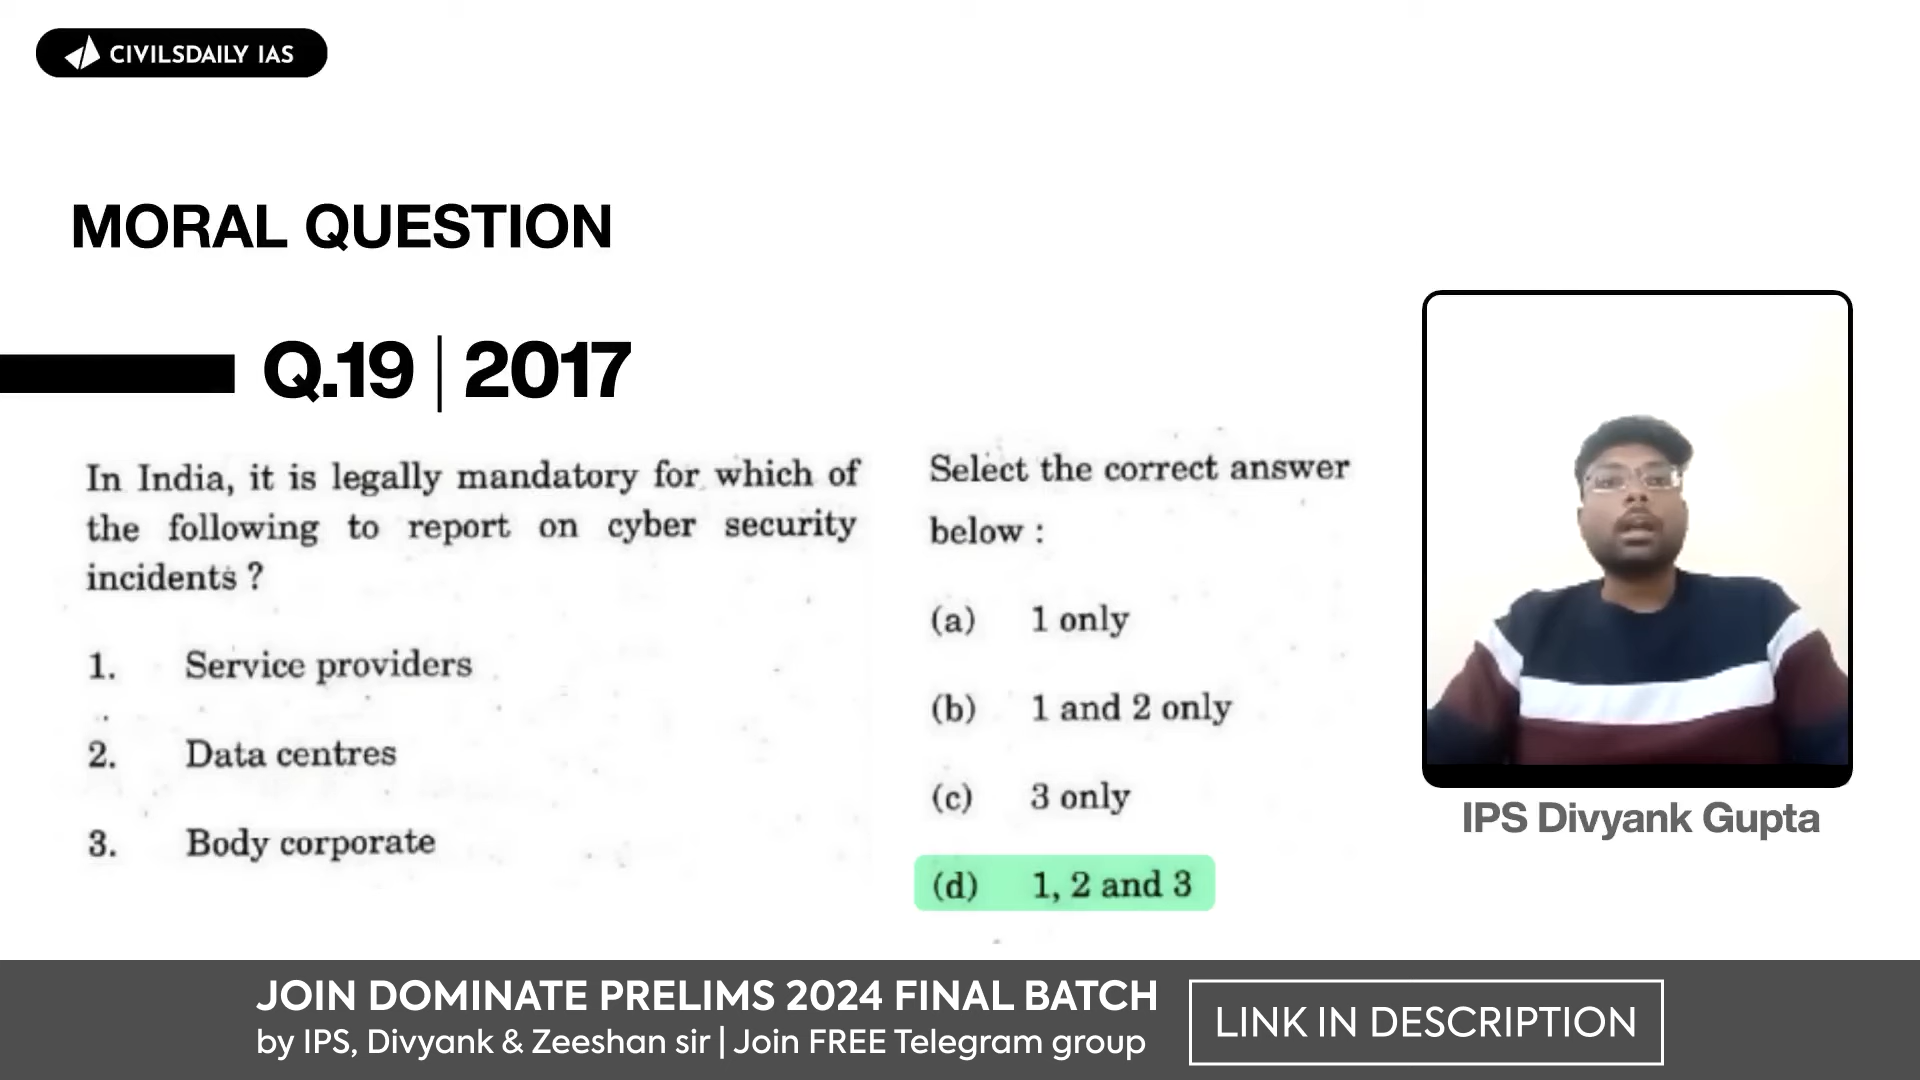 CIVILSDAILY IAS
MORAL QUESTION
Q.19 | 2017
In India, it is legally mandatory for which of
the following to report on cyber security
incidents ?
1. Service providers
2. Data centres
3. Body corporate
Select the correct answer
below :
(a) 1 only
(b) 1 and 2 only
(c) 3 only
(d) 1, 2 and 3
IPS Divyank Gupta
JOIN DOMINATE PRELIMS 2024 FINAL BATCH
by IPS, Divyank & Zeeshan sir | Join FREE Telegram group
LINK IN DESCRIPTION